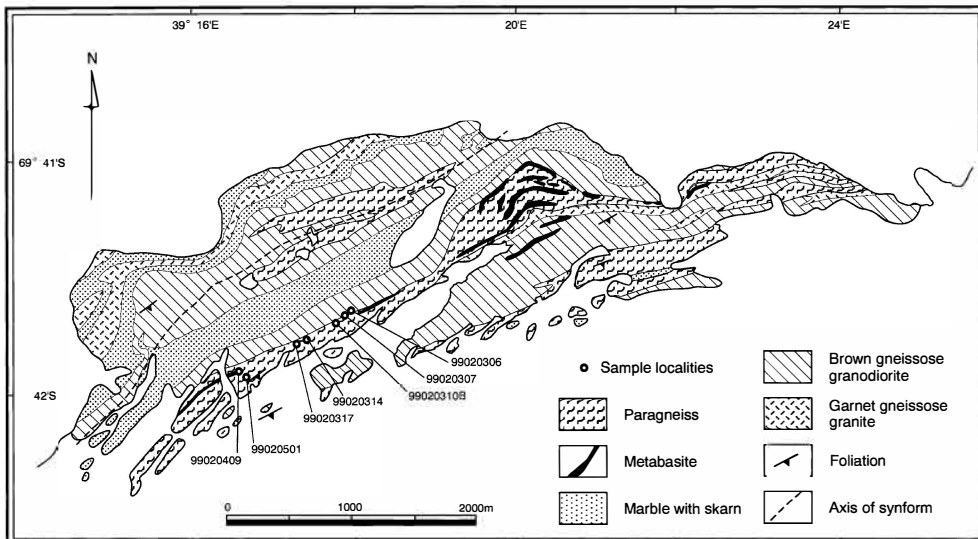 39° 16'E
20'E
24'E
N
69° 41'S
42'S
99020306
99020307
99020310B
99020314
99020317
99020501
99020409
0
1000
2000m
Sample localities
Paragneiss
Metabasite
Marble with skarn
Brown gneissose
granodiorite
Garnet gneissose
granite
Foliation
Axis of synform